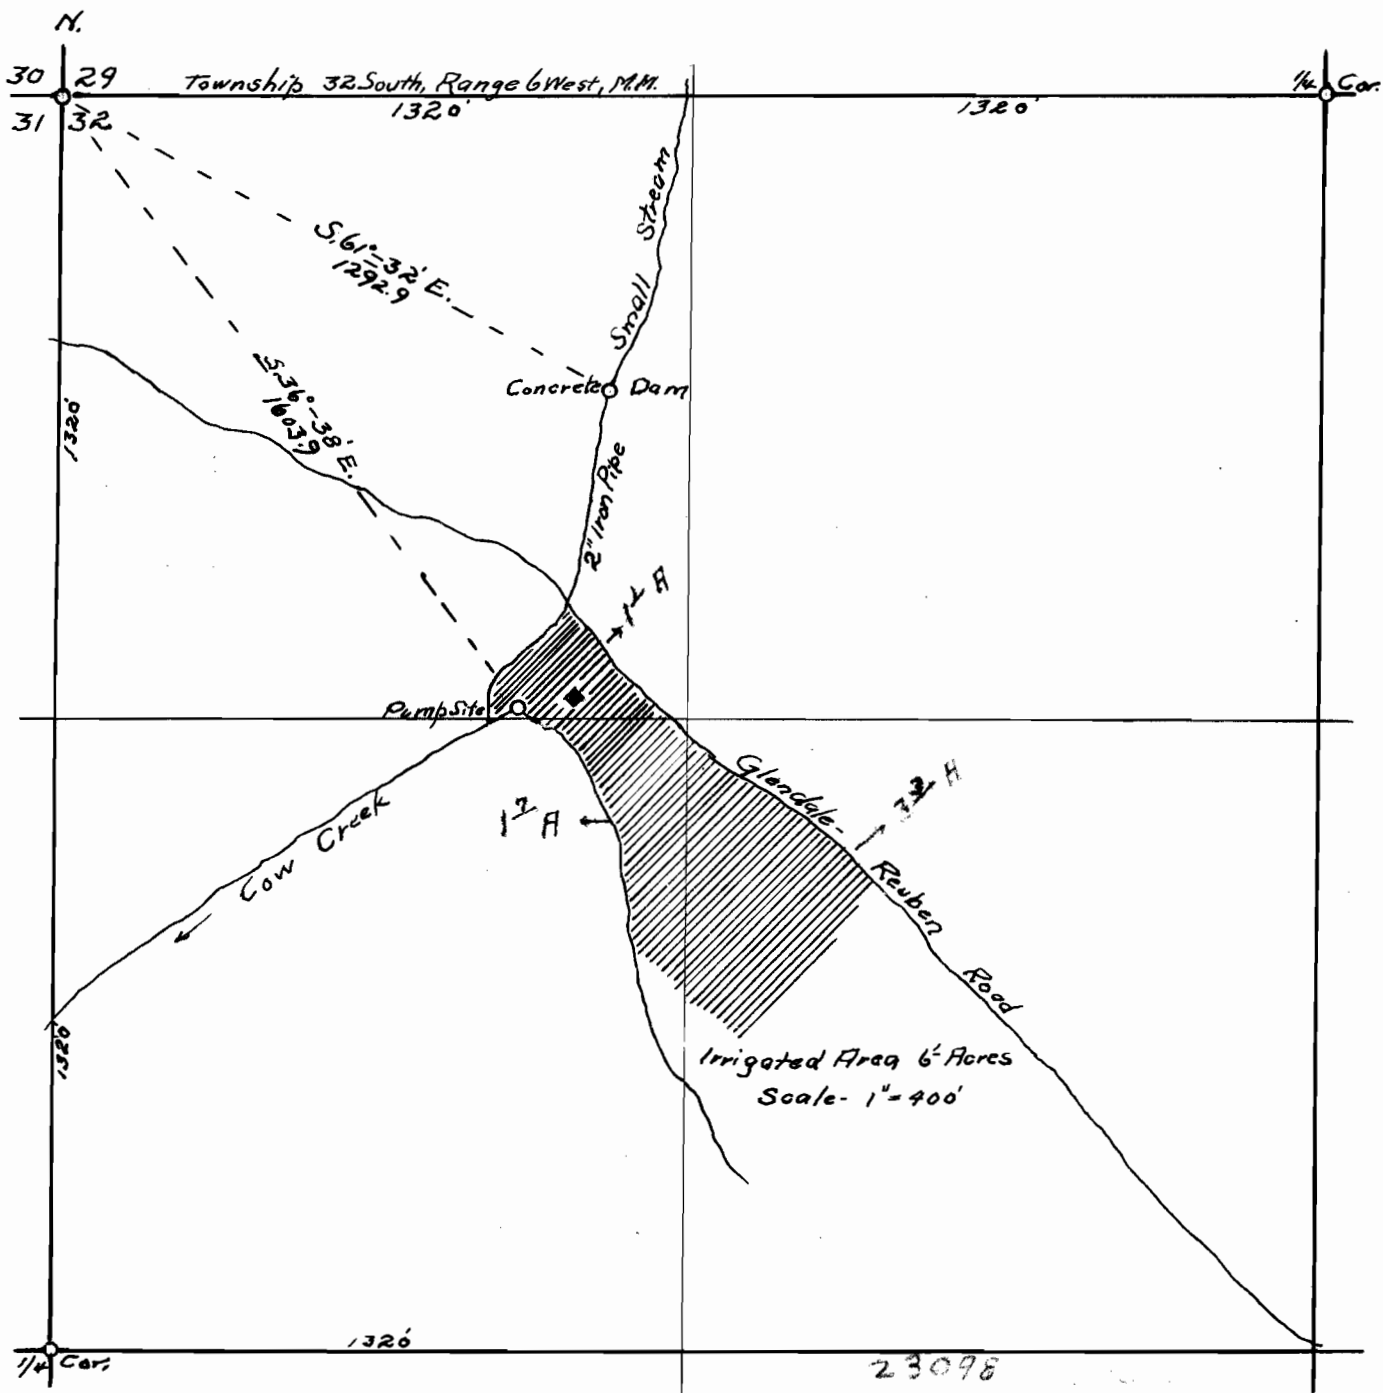 N.
30 29
Township 32 South, Range 6 West, M.M.
1/4 Cor.
31 32
1320'
1320'
Small Stream
S.61°-32' E.
1292.9
Concrete Dam
S.36°-38' E.
1603.9
1320'
2" Iron Pipe
A
Pump Site
Glendale-
Reuben
Road
A
1 A
Cow Creek
1320'
Irrigated Area 6 Acres
Scale- 1"=400'
1320'
1/4 Cor.
23098